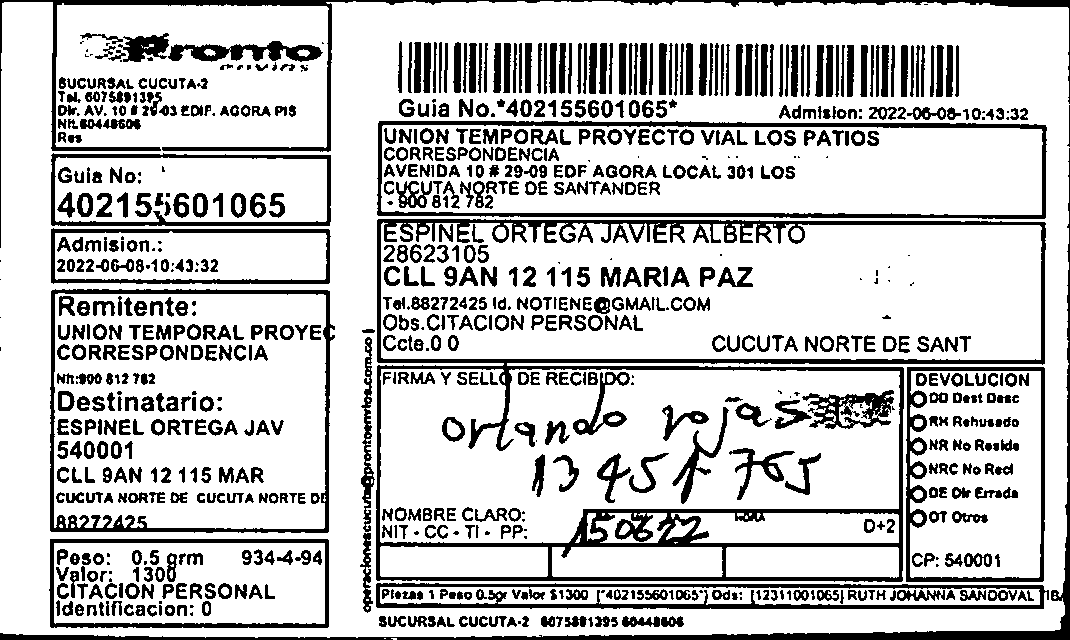 Pronto
envios
SUCURSAL CUCUTA-2
Tel. 6075891395
Dir. AV. 10 # 29-03 EDIF. AGORA PIS
Nit.60448606
Res
Guia No:
402155601065
Admision.:
2022-06-08-10:43:32
Remitente:
UNION TEMPORAL PROYEC
CORRESPONDENCIA
Nit:900 812 782
Destinatario:
ESPINEL ORTEGA JAV
540001
CLL 9AN 12 115 MAR
CUCUTA NORTE DE CUCUTA NORTE DE
88272425
Peso: 0.5 grm 934-4-94
Valor: 1300
CITACION PERSONAL
Identificacion: 0
operacionescucuta@prontoenvios.com.co
Guia No.*402155601065* Admision: 2022-06-08-10:43:32
UNION TEMPORAL PROYECTO VIAL LOS PATIOS
CORRESPONDENCIA
AVENIDA 10 # 29-09 EDF AGORA LOCAL 301 LOS
CUCUTA NORTE DE SANTANDER
- 900 812 782
ESPINEL ORTEGA JAVIER ALBERTO
28623105
CLL 9AN 12 115 MARIA PAZ
Tel.88272425 Id. NOTIENE@GMAIL.COM
Obs.CITACION PERSONAL
Ccte.0 0 CUCUTA NORTE DE SANT
FIRMA Y SELLO DE RECIBIDO:
orlando rojas
13451765
NOMBRE CLARO:
NIT - CC - TI - PP:
150622
HORA
D+2
DEVOLUCION
DD Dest Desc
RH Rehusado
NR No Reside
NRC No Recl
DE Dir Errada
OT Otros
CP: 540001
Piezas 1 Peso 0.5gr Valor $1300 ["402155601065"] Ods: [12311001065] RUTH JOHANNA SANDOVAL TIBA
SUCURSAL CUCUTA-2 6075891395 60448606